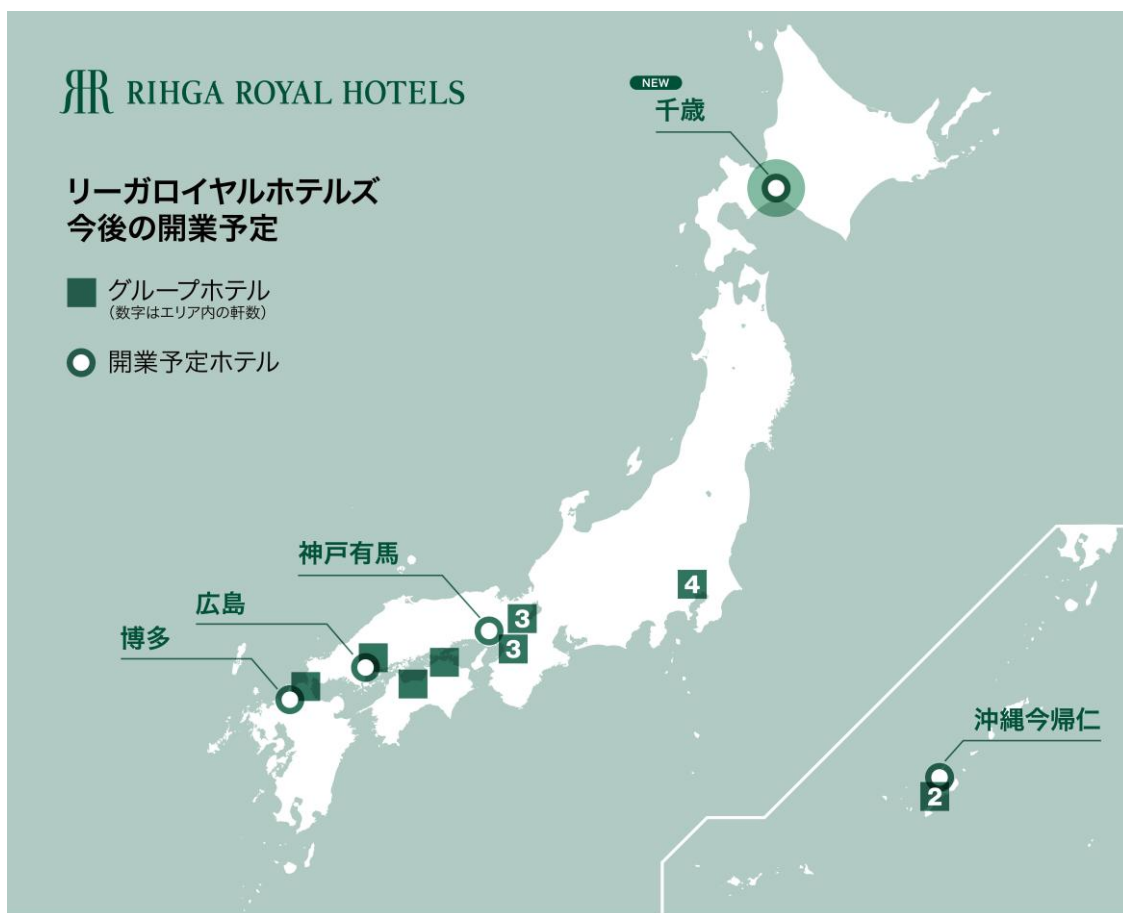 RR RIHGA ROYAL HOTELS
リーガロイヤルホテルズ
今後の開業予定
グループホテル
(数字はエリア内の軒数)
開業予定ホテル
NEW
千歳
神戸有馬
広島
博多
4
3
3
沖縄今帰仁
2